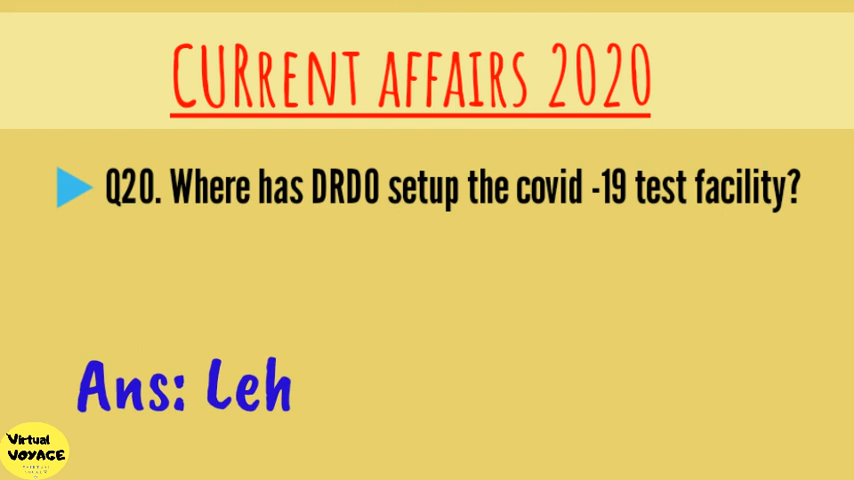 CURRENT AFFAIRS 2020
Q20. Where has DRDO setup the covid -19 test facility?
Ans: Leh
Virtual
VOYAGE